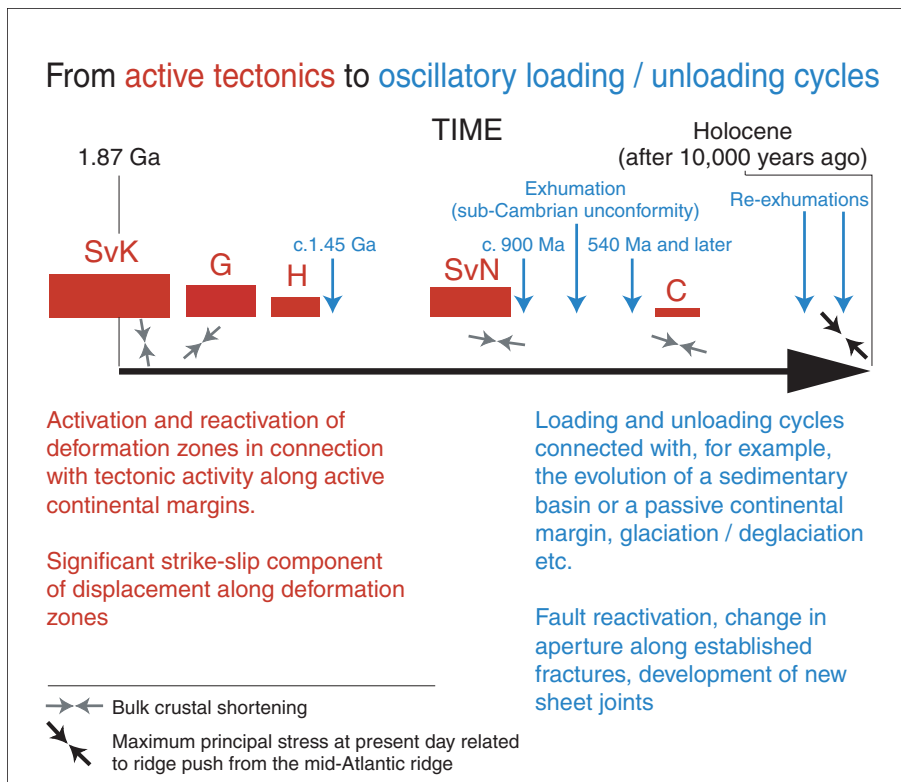 From active tectonics to oscillatory loading / unloading cycles
TIME
1.87 Ga
Holocene
(after 10,000 years ago)
Exhumation
(sub-Cambrian unconformity)
Re-exhumations
SvK
G
H
c.1.45 Ga
SvN
c. 900 Ma
540 Ma and later
C
Activation and reactivation of
deformation zones in connection
with tectonic activity along active
continental margins.
Significant strike-slip component
of displacement along deformation
zones
Loading and unloading cycles
connected with, for example,
the evolution of a sedimentary
basin or a passive continental
margin, glaciation / deglaciation
etc.
Fault reactivation, change in
aperture along established
fractures, development of new
sheet joints
Bulk crustal shortening
Maximum principal stress at present day related
to ridge push from the mid-Atlantic ridge